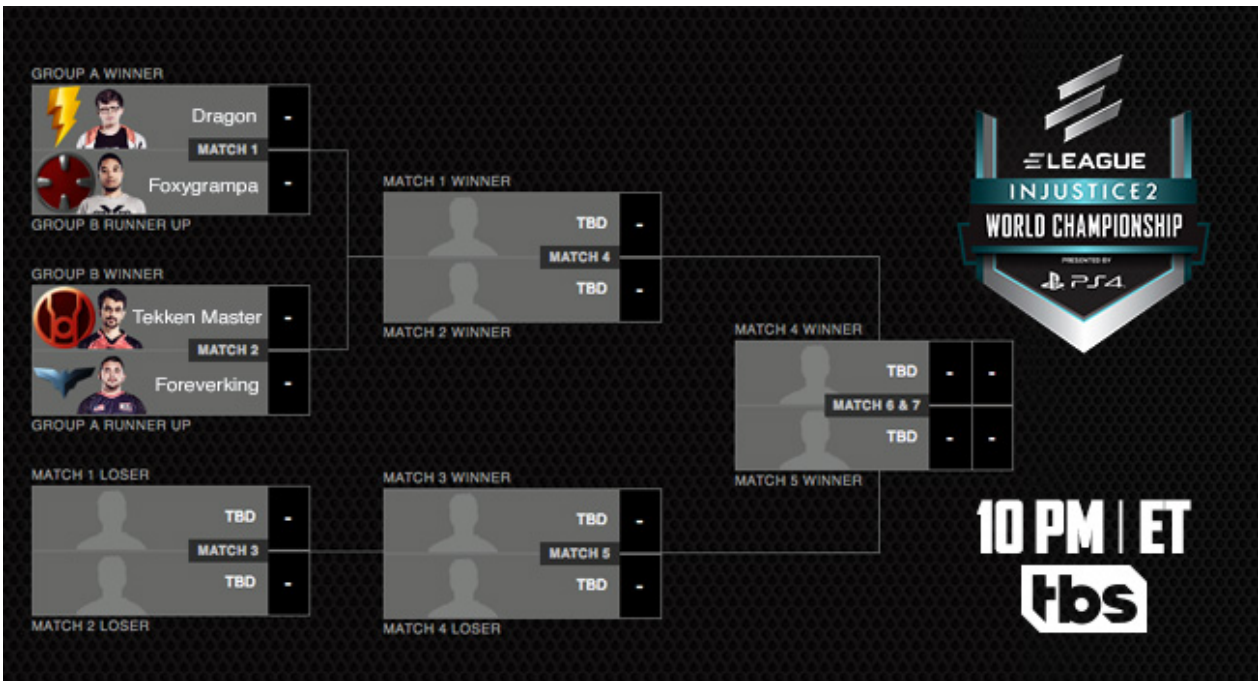 GROUP A WINNER
Dragon -
MATCH 1
Foxygrampa -
GROUP B RUNNER UP
GROUP B WINNER
Tekken Master -
MATCH 2
Foreverking -
GROUP A RUNNER UP
MATCH 1 LOSER
TBD -
MATCH 3
TBD -
MATCH 2 LOSER
MATCH 1 WINNER
TBD -
MATCH 4
TBD -
MATCH 2 WINNER
MATCH 3 WINNER
TBD -
MATCH 5
TBD -
MATCH 4 LOSER
MATCH 4 WINNER
TBD - -
MATCH 6 & 7
TBD - -
MATCH 5 WINNER
ELEAGUE
INJUSTICE 2
WORLD CHAMPIONSHIP
PRESENTED BY
PS4
10 PM | ET
tbs